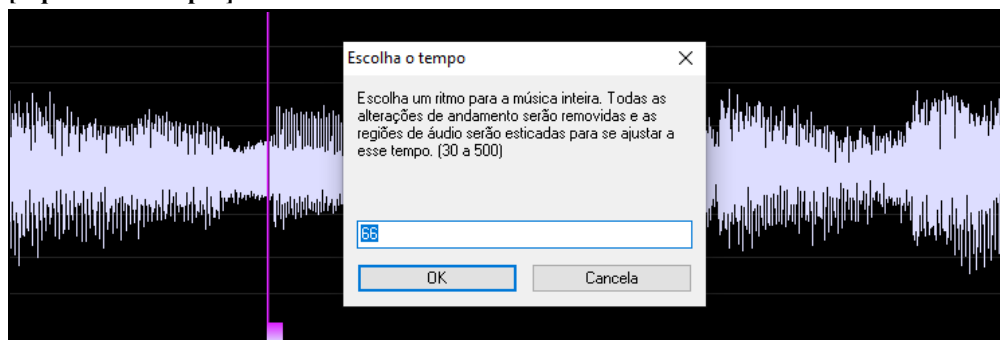 Escolha o tempo
Escolha um ritmo para a música inteira. Todas as
alterações de andamento serão removidas e as
regiões de áudio serão esticadas para se ajustar a
esse tempo. (30 a 500)
66
OK Cancela